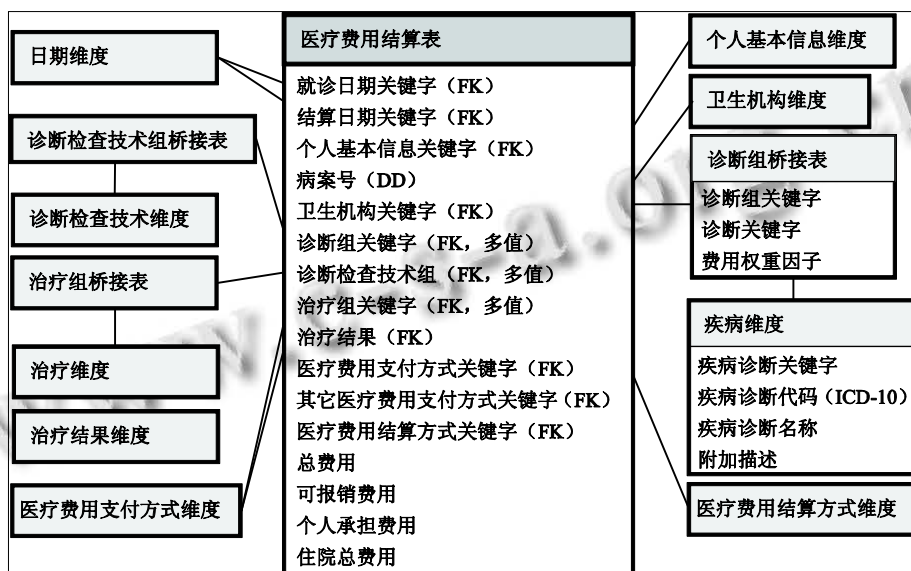 日期维度
诊断检查技术组桥接表
诊断检查技术维度
治疗组桥接表
治疗维度
治疗结果维度
医疗费用支付方式维度
医疗费用结算表
就诊日期关键字（FK）
结算日期关键字（FK）
个人基本信息关键字（FK）
病案号（DD）
卫生机构关键字（FK）
诊断组关键字（FK，多值）
诊断检查技术组（FK，多值）
治疗组关键字（FK，多值）
治疗结果（FK）
医疗费用支付方式关键字（FK）
其它医疗费用支付方式关键字（FK）
医疗费用结算方式关键字（FK）
总费用
可报销费用
个人承担费用
住院总费用
个人基本信息维度
卫生机构维度
诊断组桥接表
诊断组关键字
诊断关键字
费用权重因子
疾病维度
疾病诊断关键字
疾病诊断代码（ICD-10）
疾病诊断名称
附加描述
医疗费用结算方式维度